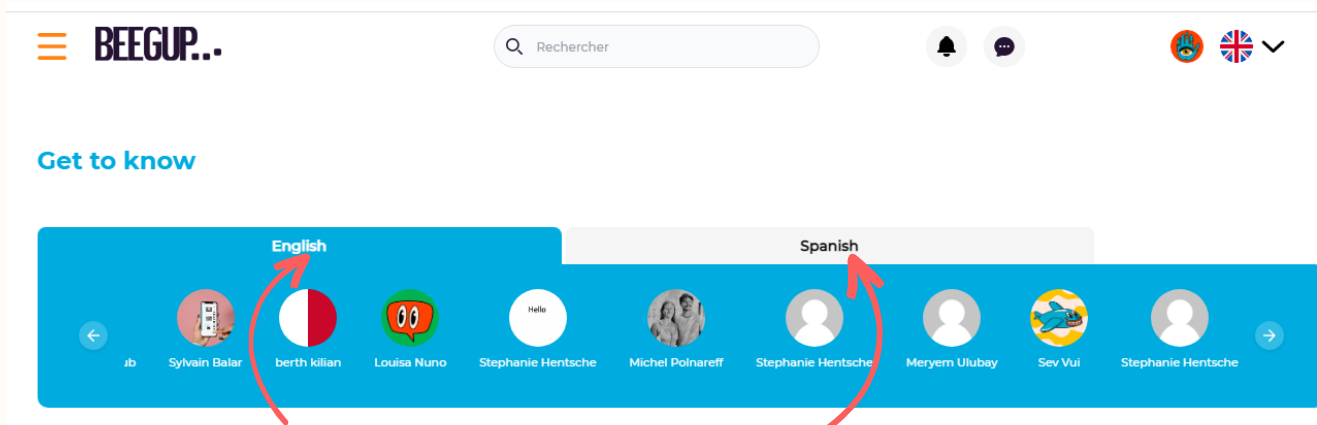 BEEGUP...
Rechercher
Get to know
English
Spanish
Hello
ub Sylvain Balar berth kilian Louisa Nuno Stephanie Hentsche Michel Polnareff Stephanie Hentsche Meryem Ulubay Sev Vui Stephanie Hentsche